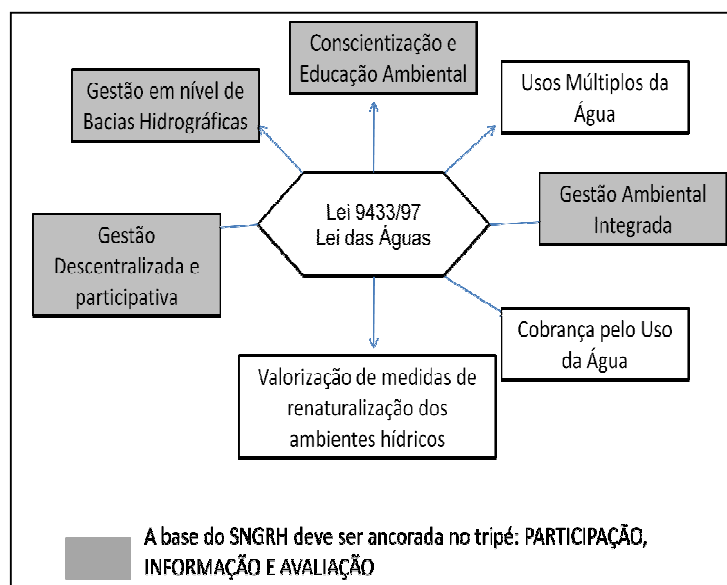 Conscientização e
Educação Ambiental
Gestão em nível de
Bacias Hidrográficas
Usos Múltiplos da
Água
Lei 9433/97
Lei das Águas
Gestão Ambiental
Integrada
Gestão
Descentralizada e
participativa
Cobrança pelo Uso
da Água
Valorização de medidas de
renaturalização dos
ambientes hídricos
A base do SNGRH deve ser ancorada no tripé: PARTICIPAÇÃO,
INFORMAÇÃO E AVALIAÇÃO